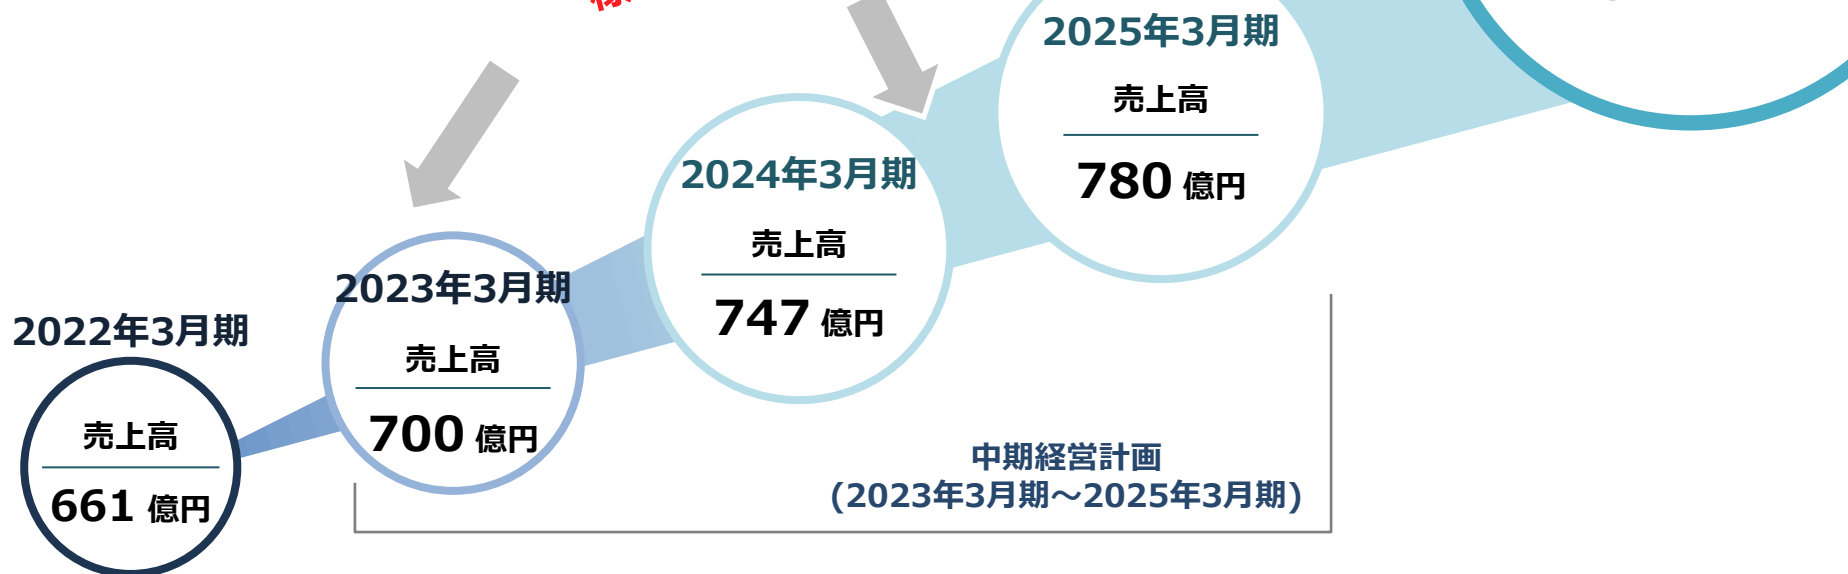 2022年3月期
売上高
661 億円
2023年3月期
売上高
700 億円
2024年3月期
売上高
747 億円
2025年3月期
売上高
780 億円
中期経営計画
(2023年3月期～2025年3月期)